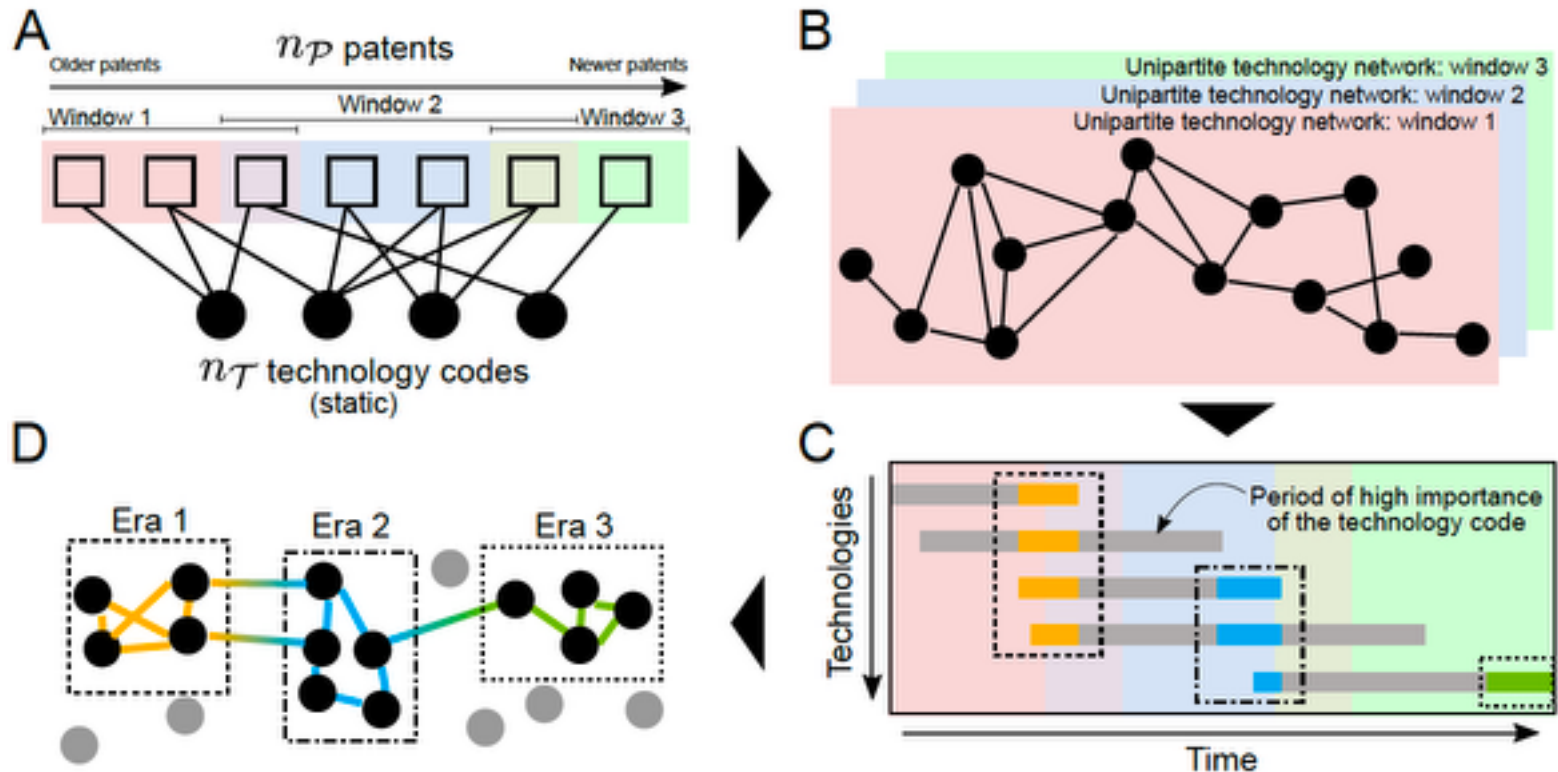 A
n𝒫 patents
Older patents
Newer patents
Window 1
Window 2
Window 3
n𝒯 technology codes
(static)
B
Unipartite technology network: window 3
Unipartite technology network: window 2
Unipartite technology network: window 1
D
Era 1
Era 2
Era 3
C
Technologies
Period of high importance
of the technology code
Time